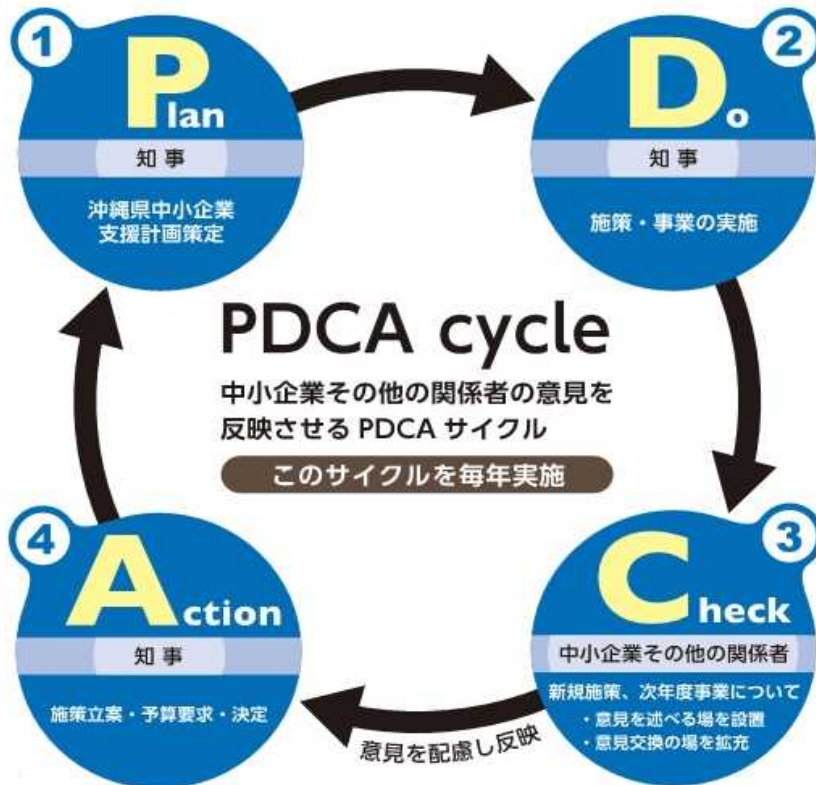 1
Plan
知事
沖縄県中小企業
支援計画策定
2
Do
知事
施策・事業の実施
PDCA cycle
中小企業その他の関係者の意見を
反映させる PDCA サイクル
このサイクルを毎年実施
3
Check
中小企業その他の関係者
新規施策、次年度事業について
・意見を述べる場を設置
・意見交換の場を拡充
意見を配慮し反映
4
Action
知事
施策立案・予算要求・決定